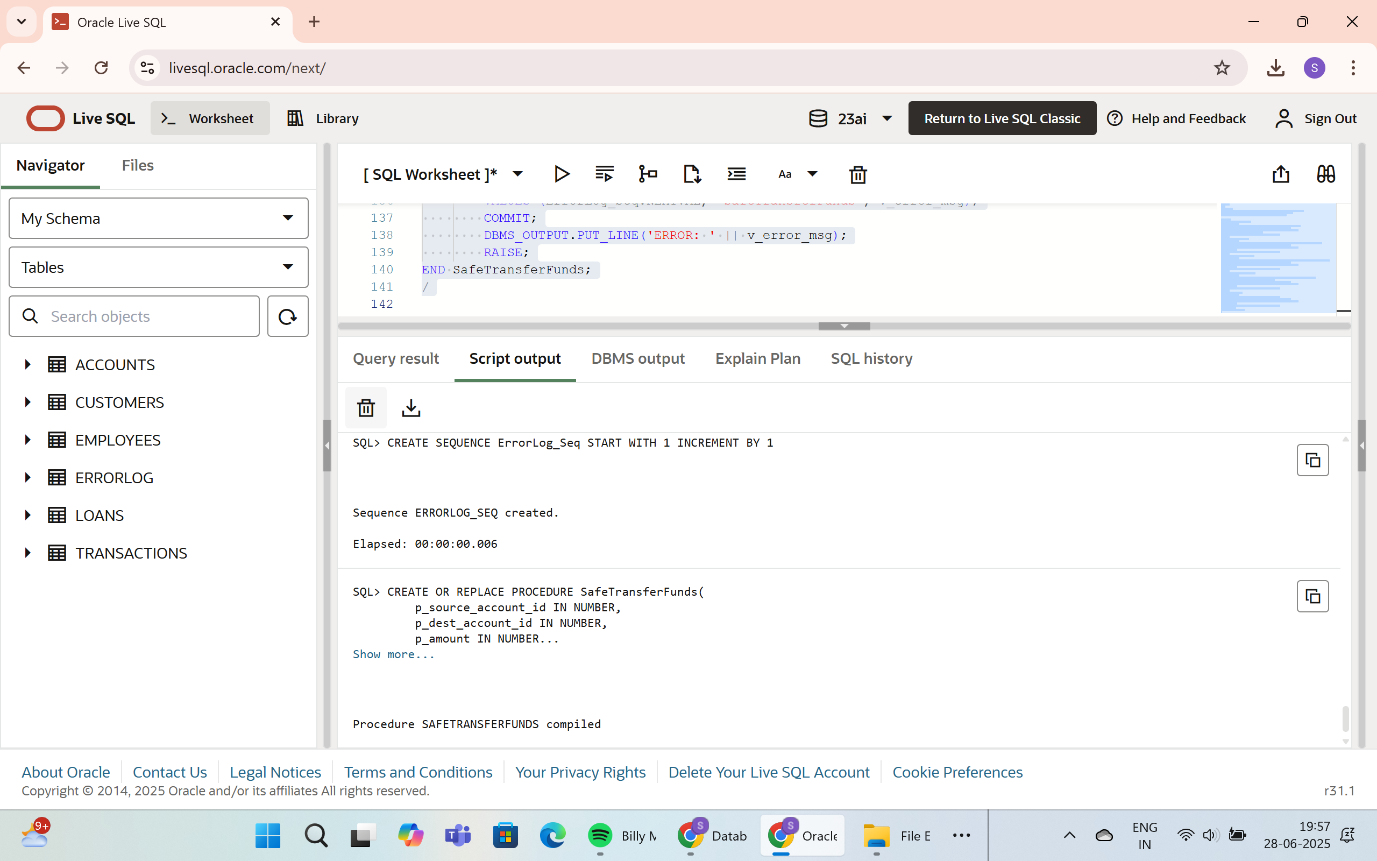 Oracle Live SQL
livesql.oracle.com/next/
S
Live SQL
Worksheet
Library
23ai
Return to Live SQL Classic
Help and Feedback
Sign Out
Navigator
Files
My Schema
Tables
Search objects
ACCOUNTS
CUSTOMERS
EMPLOYEES
ERRORLOG
LOANS
TRANSACTIONS
[ SQL Worksheet ]*
Aa
137 COMMIT;
138 DBMS_OUTPUT.PUT_LINE('ERROR: ' || v_error_msg);
139 RAISE;
140 END SafeTransferFunds;
141 /
142
Query result
Script output
DBMS output
Explain Plan
SQL history
SQL> CREATE SEQUENCE ErrorLog_Seq START WITH 1 INCREMENT BY 1
Sequence ERRORLOG_SEQ created.
Elapsed: 00:00:00.006
SQL> CREATE OR REPLACE PROCEDURE SafeTransferFunds(
p_source_account_id IN NUMBER,
p_dest_account_id IN NUMBER,
p_amount IN NUMBER...
Show more...
Procedure SAFETRANSFERFUNDS compiled
About Oracle
Contact Us
Legal Notices
Terms and Conditions
Your Privacy Rights
Delete Your Live SQL Account
Cookie Preferences
Copyright © 2014, 2025 Oracle and/or its affiliates All rights reserved.
r31.1
9+
Billy M
S
Datab
S
Oracle
File E
ENG
IN
19:57
28-06-2025